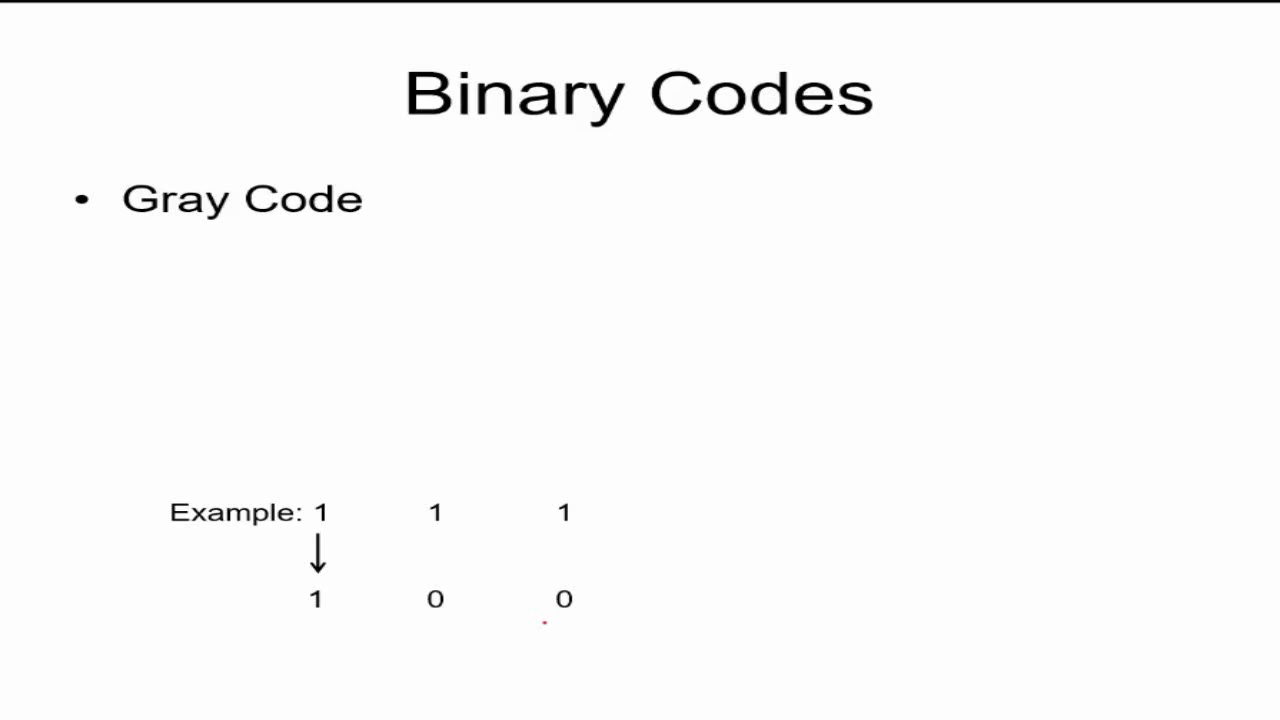 Binary Codes
• Gray Code
Example: 1 1 1
↓
1 0 0